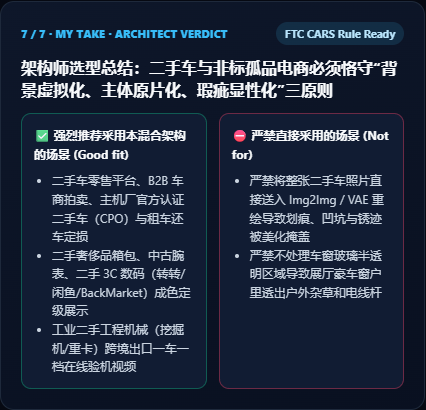 7 / 7 · MY TAKE · ARCHITECT VERDICT
FTC CARS Rule Ready
架构师选型总结：二手车与非标孤品电商必须恪守“背
景虚拟化、主体原片化、瑕疵显性化”三原则
✅ 强烈推荐采用本混合架构
的场景 (Good fit)
• 二手车零售平台、B2B 车
商拍卖、主机厂官方认证
二手车（CPO）与租车还
车定损
• 二手奢侈品箱包、中古腕
表、二手 3C 数码（转转/
闲鱼/BackMarket）成色定
级展示
• 工业二手工程机械（挖掘
机/重卡）跨境出口一车一
档在线验机视频
⛔ 严禁直接采用的场景 (Not
for)
• 严禁将整张二手车照片直
接送入 Img2Img / VAE 重
绘导致划痕、凹坑与锈迹
被美化掩盖
• 严禁不处理车窗玻璃半透
明区域导致展厅豪车窗户
里透出户外杂草和电线杆